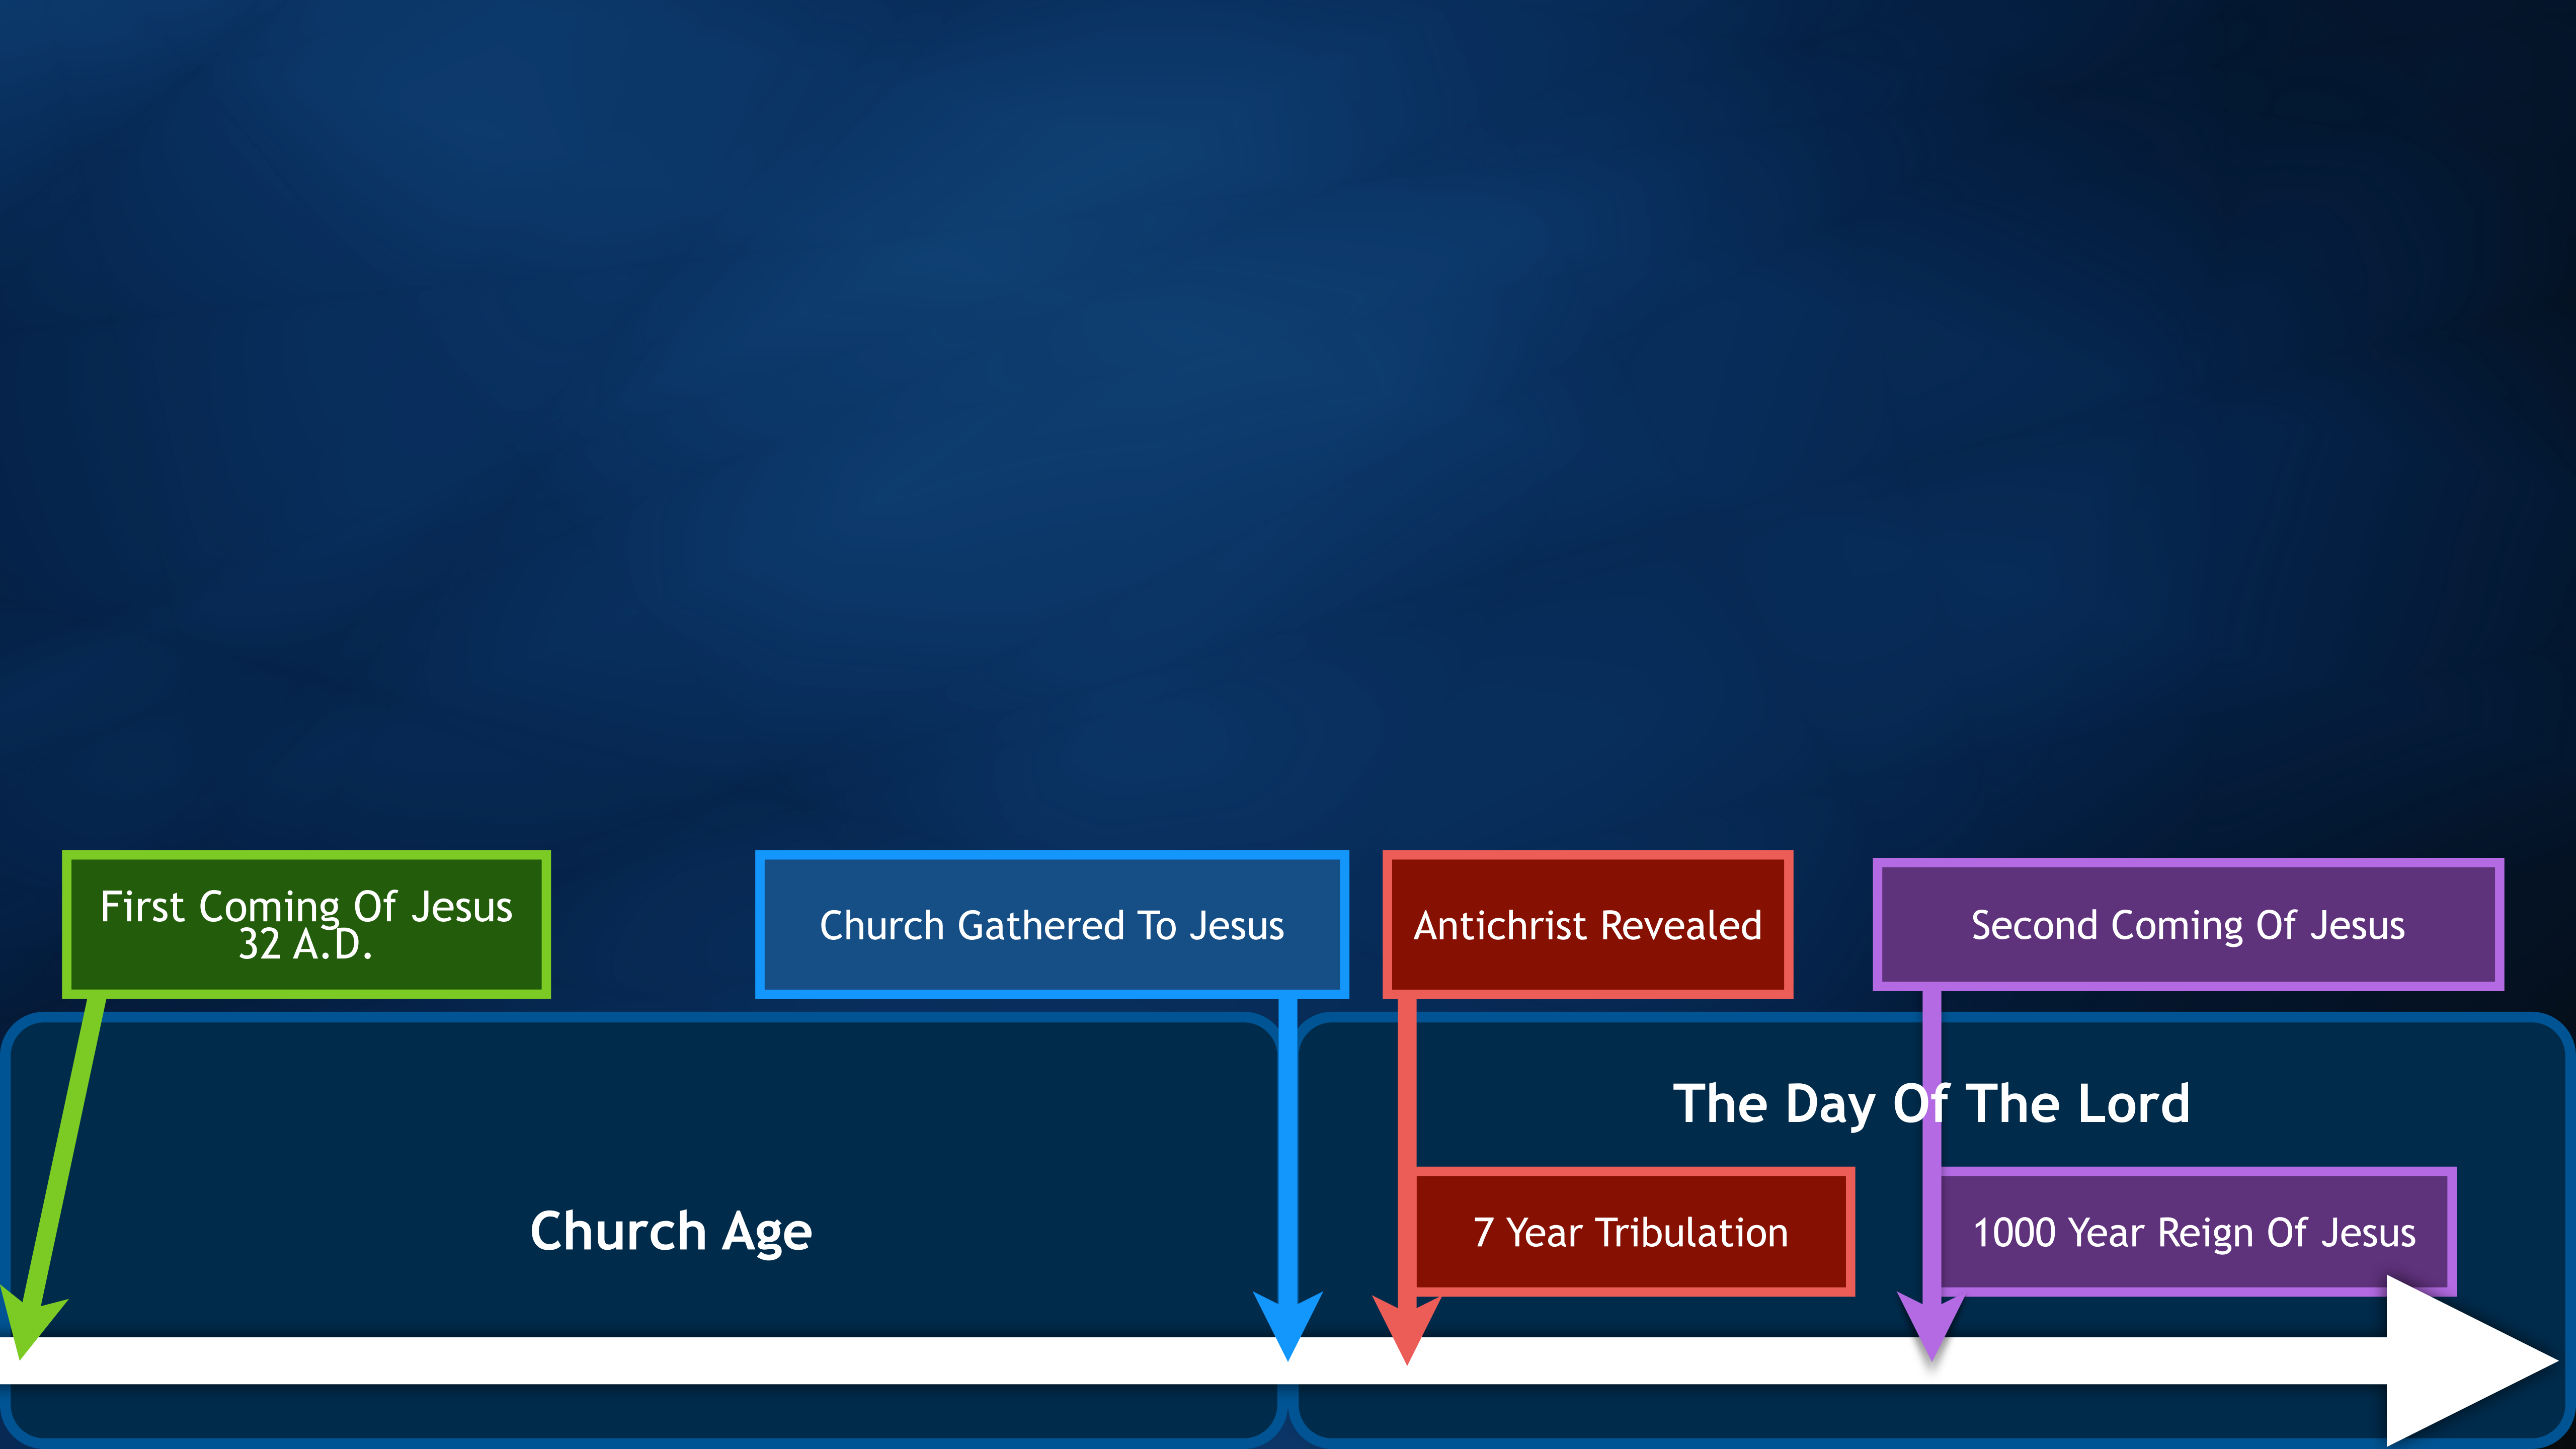 First Coming Of Jesus
32 A.D.
Church Gathered To Jesus
Antichrist Revealed
Second Coming Of Jesus
The Day Of The Lord
Church Age
7 Year Tribulation
1000 Year Reign Of Jesus